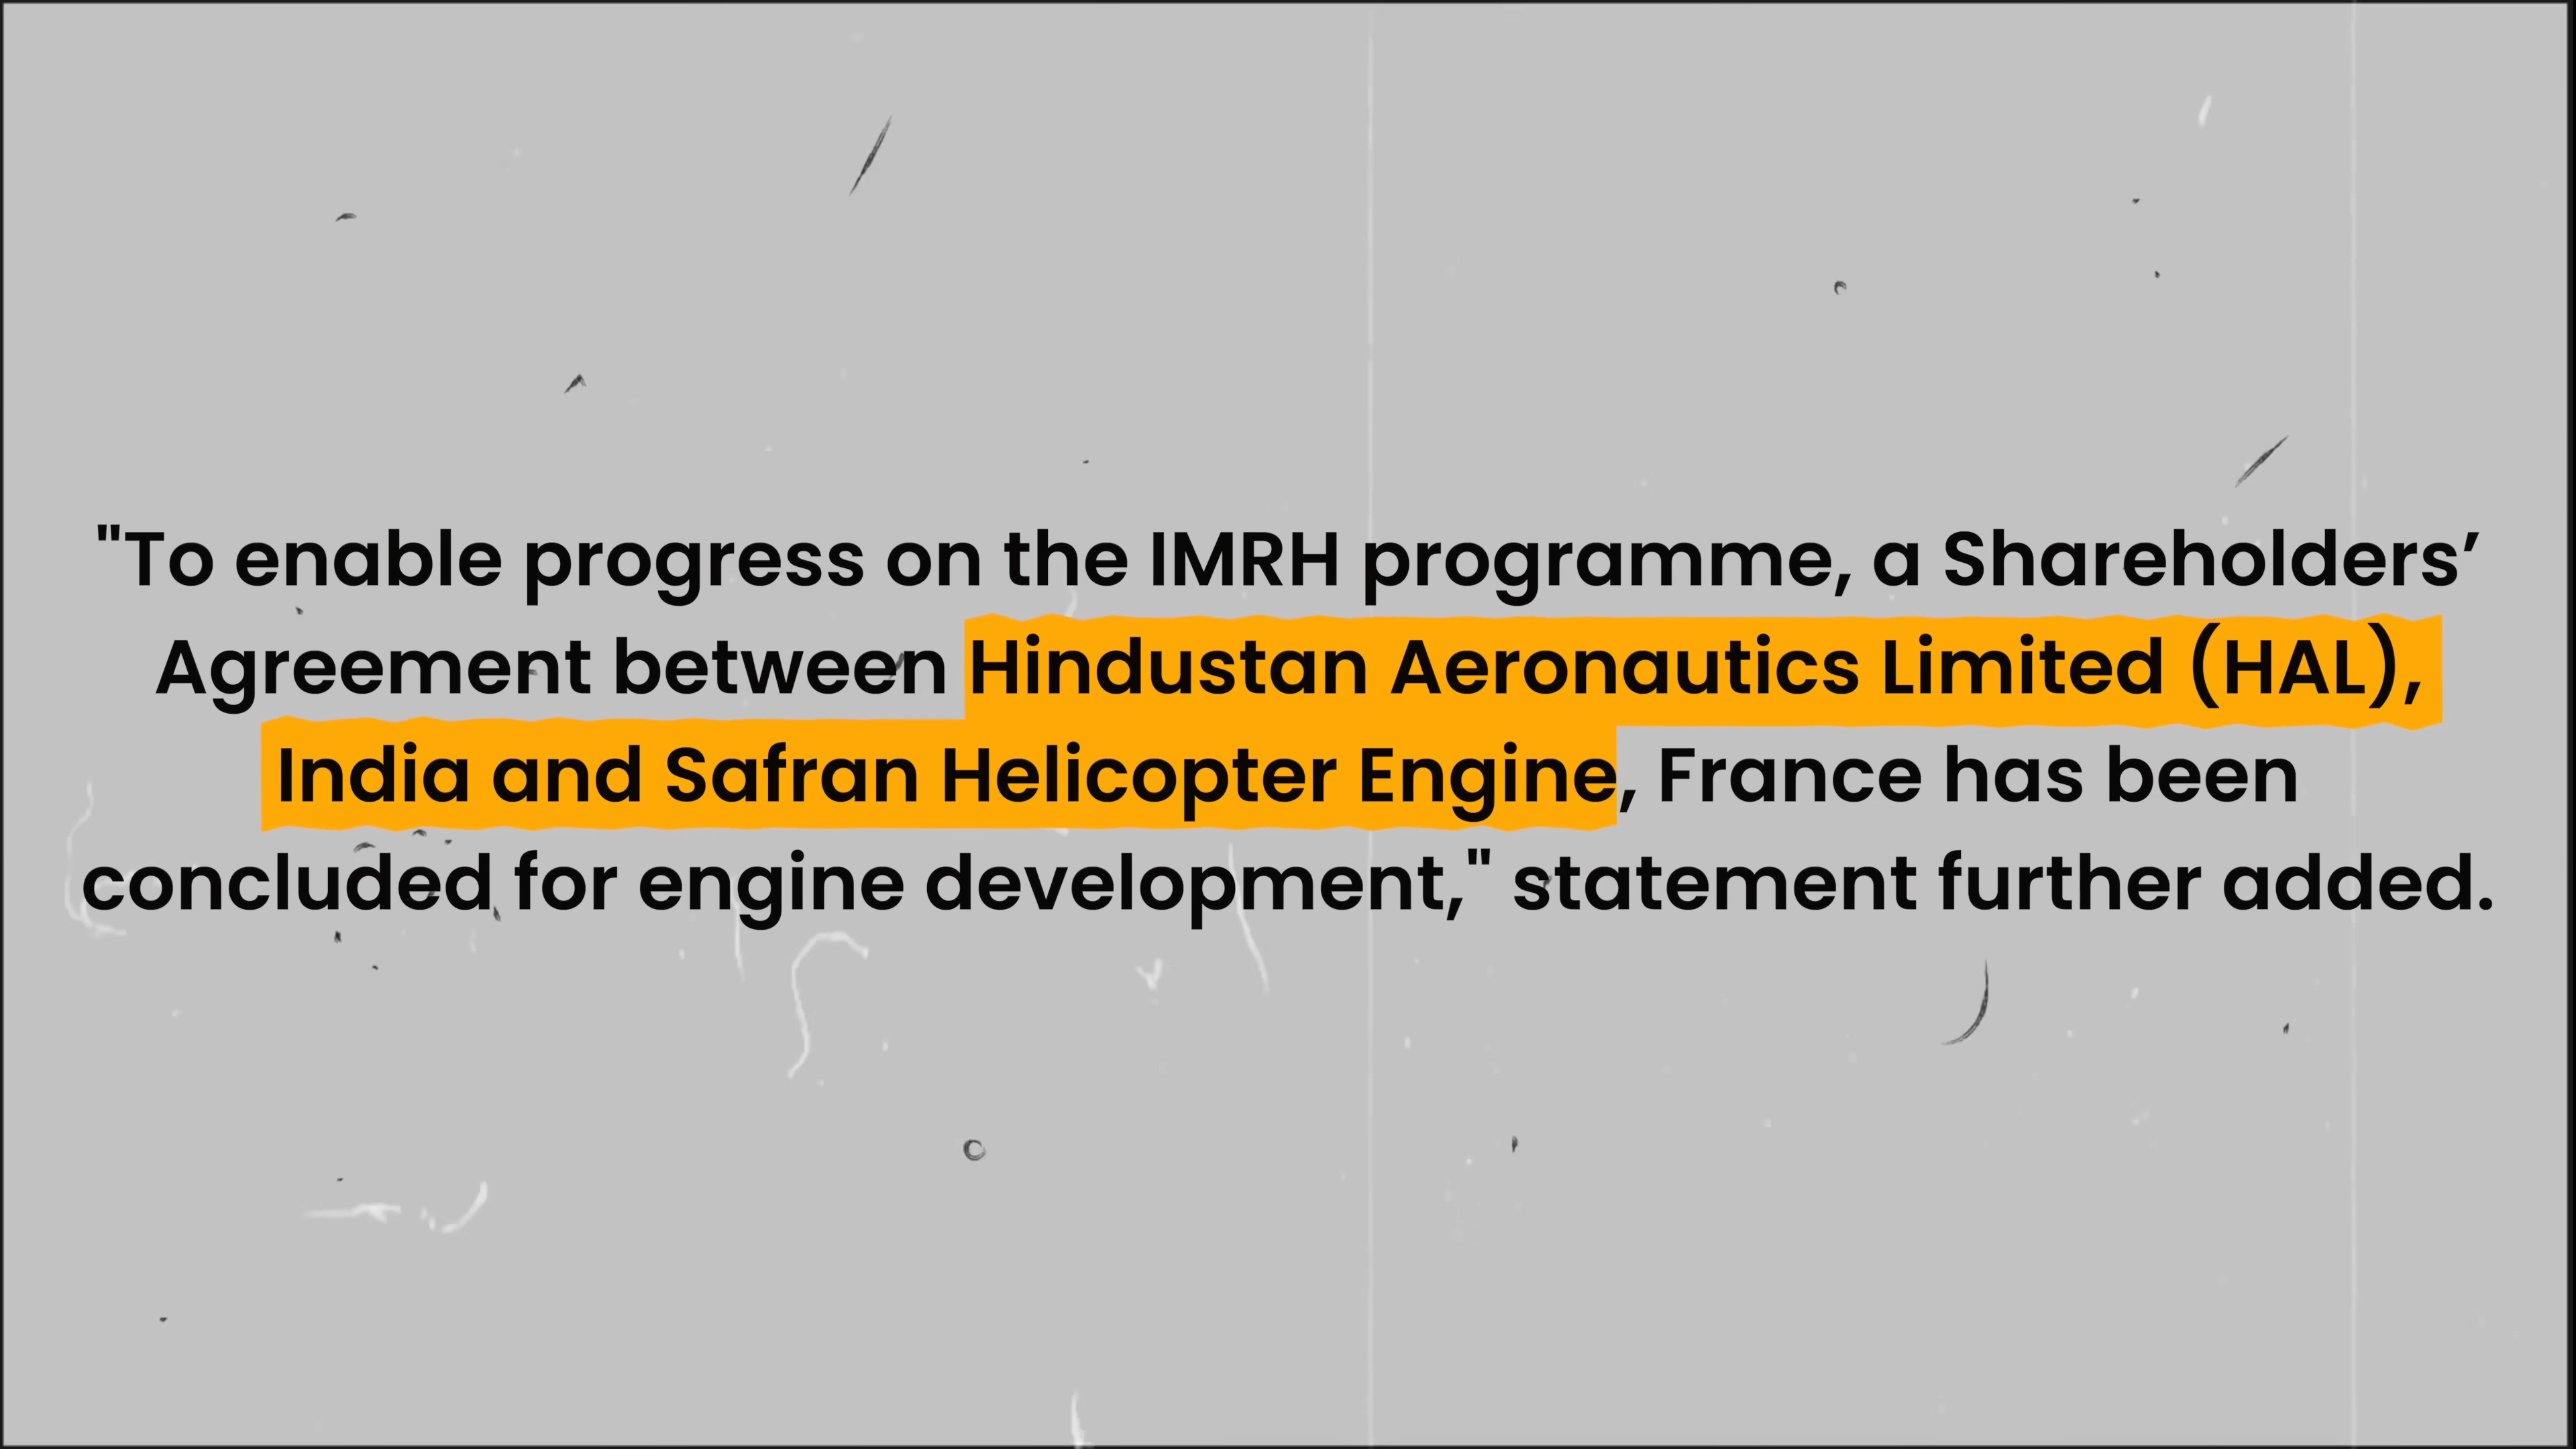 "To enable progress on the IMRH programme, a Shareholders’
Agreement between Hindustan Aeronautics Limited (HAL),
India and Safran Helicopter Engine, France has been
concluded for engine development," statement further added.